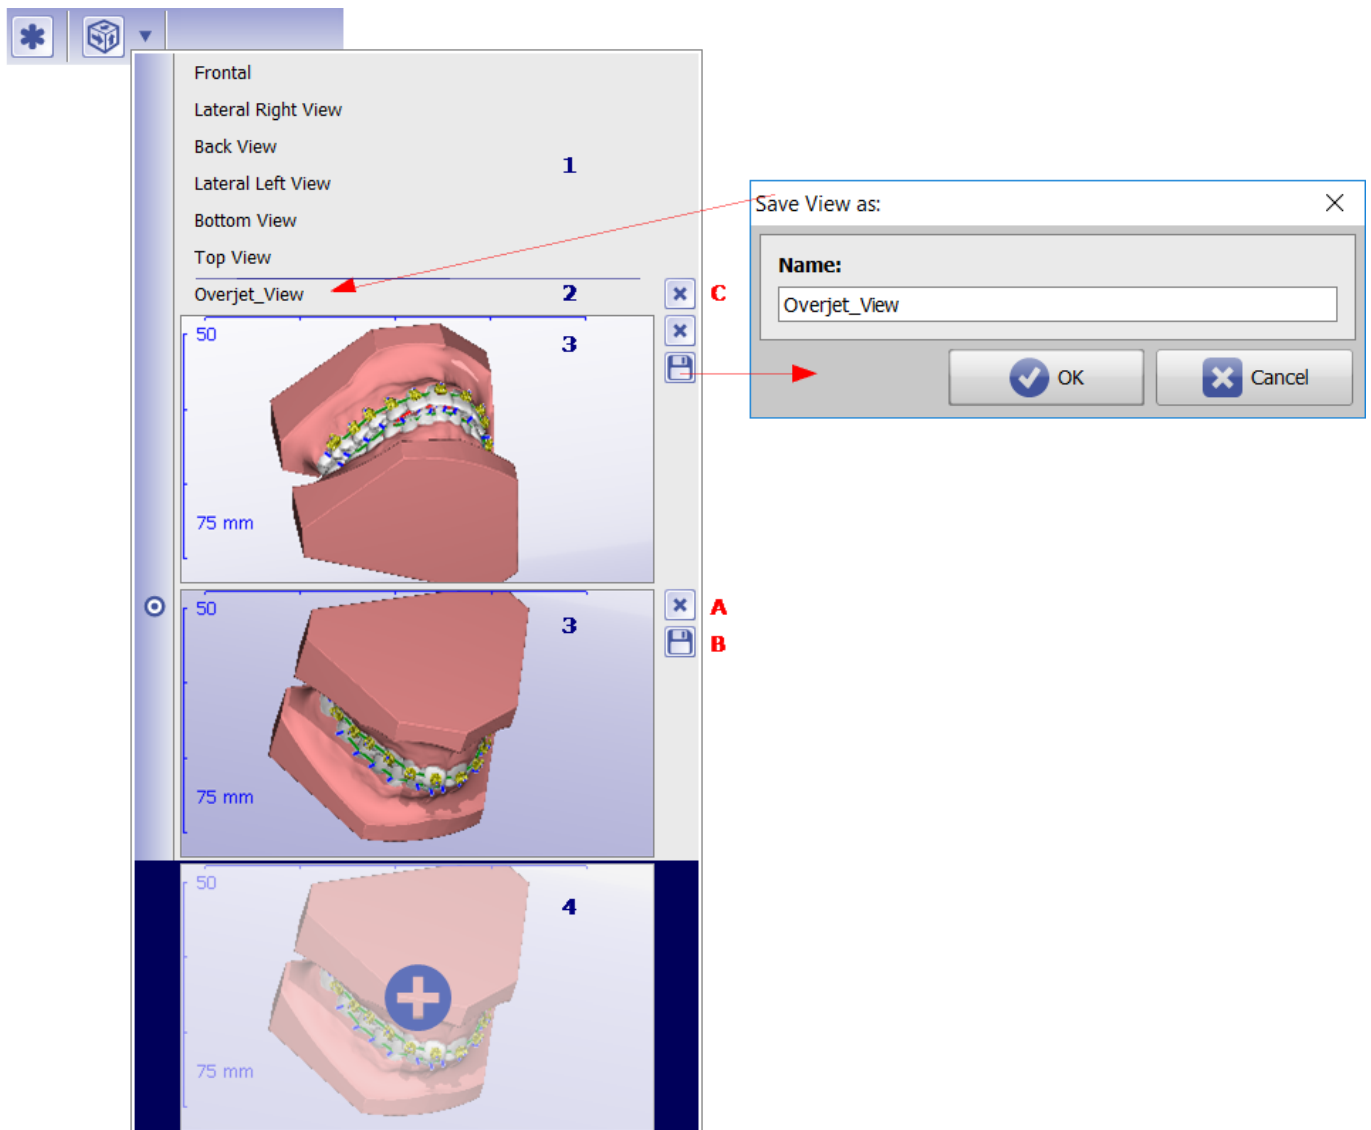 Frontal
Lateral Right View
Back View
1
Lateral Left View
Bottom View
Top View
Overjet_View
2
C
50
3
75 mm
50
3
A
B
75 mm
50
4
75 mm
Save View as:
Name:
Overjet_View
OK
Cancel